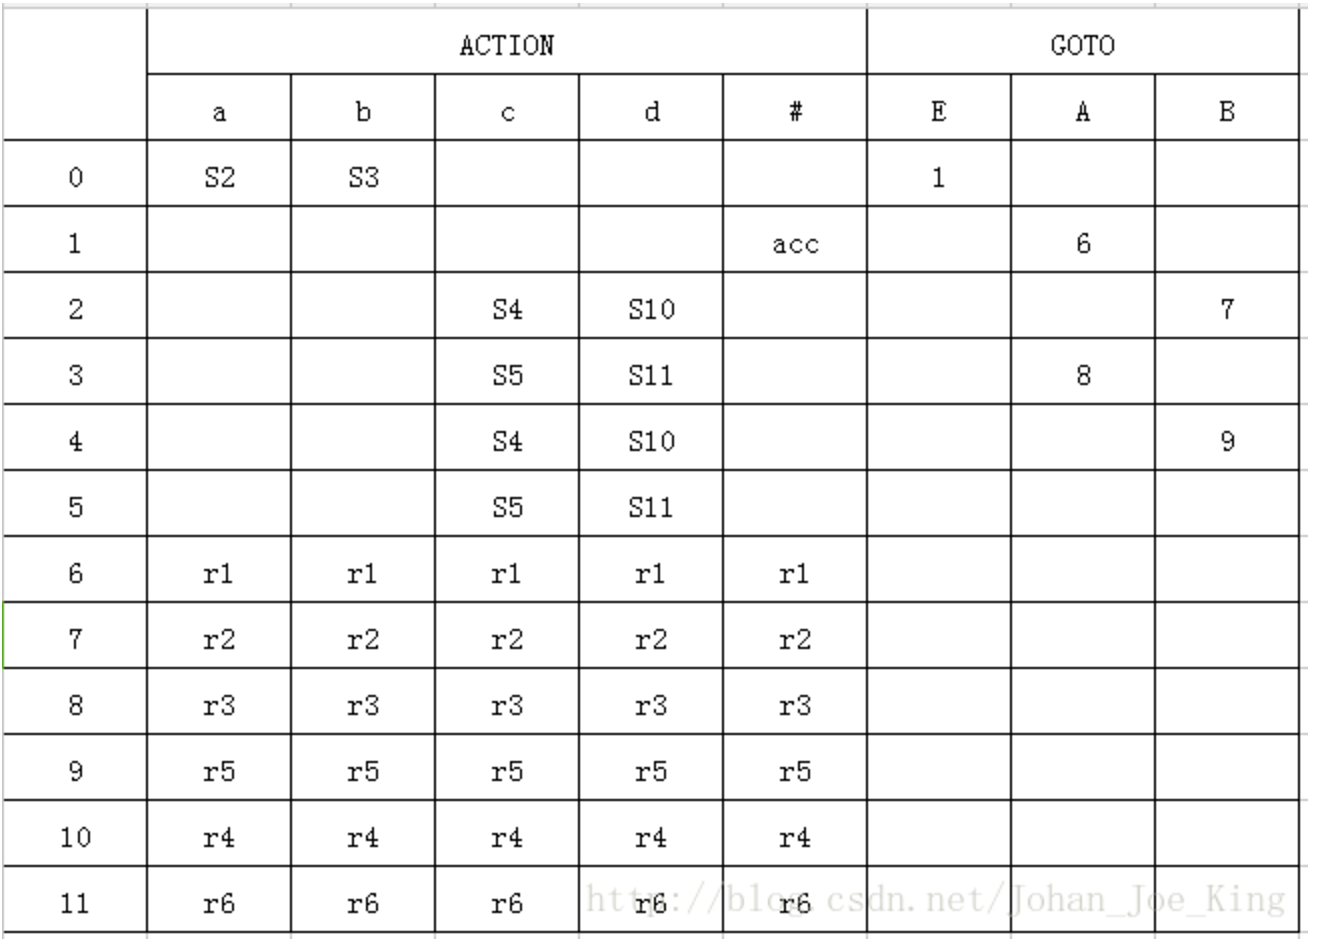 ACTION GOTO
a b c d # E A B
0 S2 S3 1
1 acc 6
2 S4 S10 7
3 S5 S11 8
4 S4 S10 9
5 S5 S11
6 r1 r1 r1 r1 r1
7 r2 r2 r2 r2 r2
8 r3 r3 r3 r3 r3
9 r5 r5 r5 r5 r5
10 r4 r4 r4 r4 r4
11 r6 r6 r6 r6 r6
http://blog.csdn.net/Johan_Joe_King